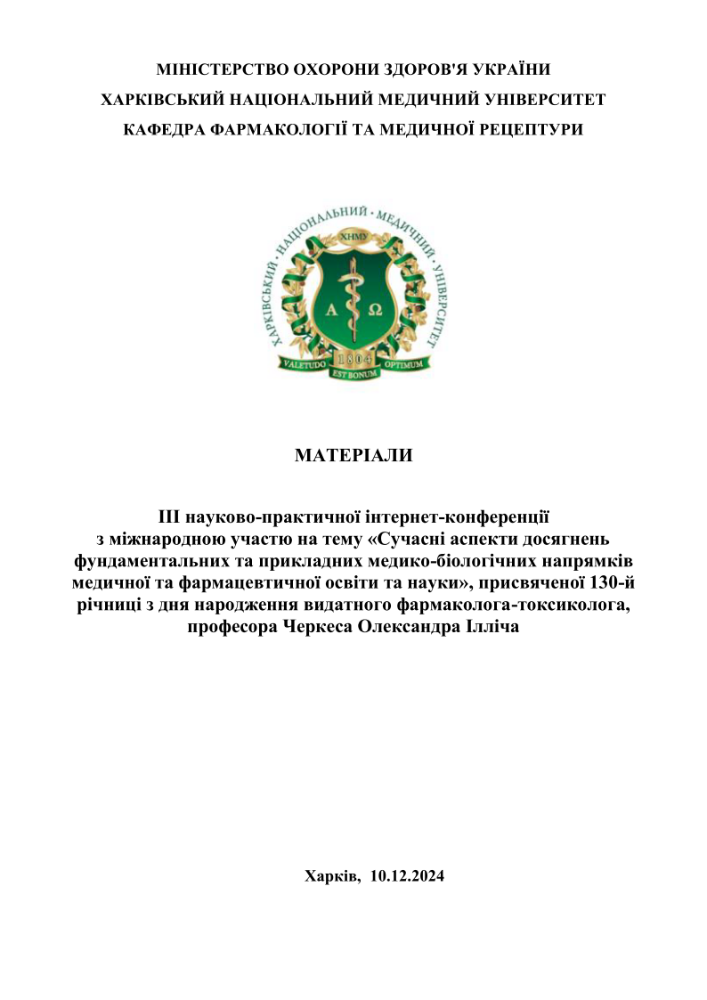 МІНІСТЕРСТВО ОХОРОНИ ЗДОРОВ'Я УКРАЇНИ
ХАРКІВСЬКИЙ НАЦІОНАЛЬНИЙ МЕДИЧНИЙ УНІВЕРСИТЕТ
КАФЕДРА ФАРМАКОЛОГІЇ ТА МЕДИЧНОЇ РЕЦЕПТУРИ
ХАРКІВСЬКИЙ · НАЦІОНАЛЬНИЙ · МЕДИЧНИЙ · УНІВЕРСИТЕТ
ХНМУ
Α Ω
1804
VALETUDO EST BONUM OPTIMUM
МАТЕРІАЛИ
ІІІ науково-практичної інтернет-конференції
з міжнародною участю на тему «Сучасні аспекти досягнень
фундаментальних та прикладних медико-біологічних напрямків
медичної та фармацевтичної освіти та науки», присвяченої 130-й
річниці з дня народження видатного фармаколога-токсиколога,
професора Черкеса Олександра Ілліча
Харків, 10.12.2024